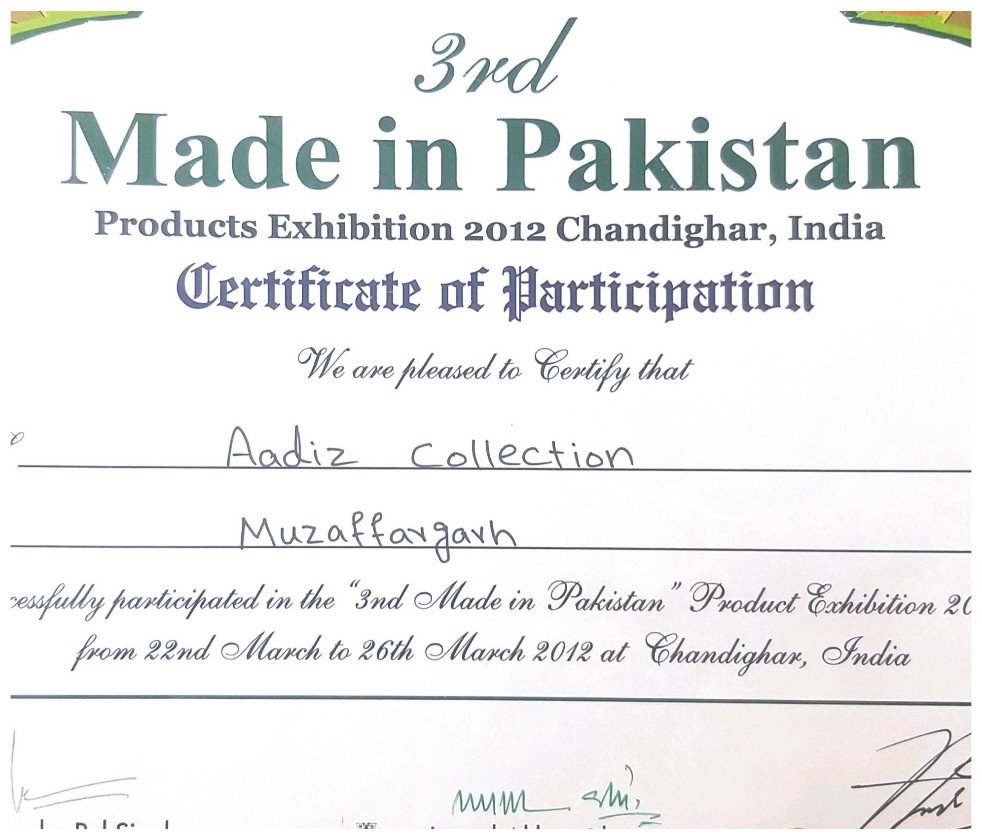 3rd
Made in Pakistan
Products Exhibition 2012 Chandighar, India
Certificate of Participation
We are pleased to Certify that
Aadiz Collection
Muzaffargarh
cessfully participated in the "3nd Made in Pakistan" Product Exhibition 20
from 22nd March to 26th March 2012 at Chandighar, India